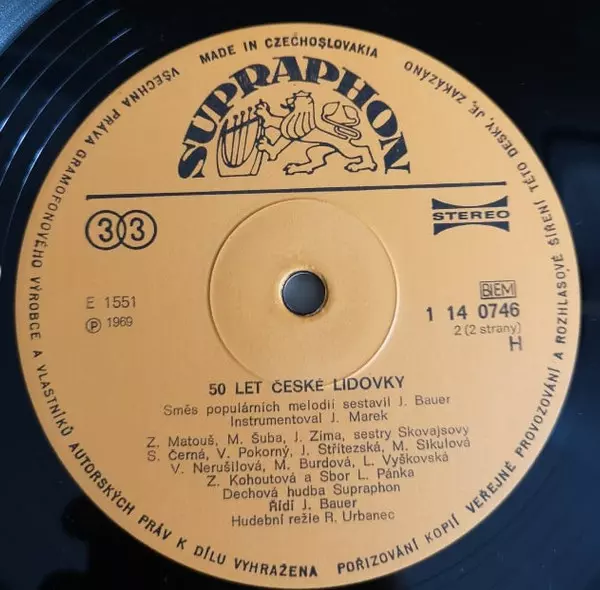 VŠECHNA PRÁVA GRAMOFONOVÉHO VÝROBCE A VLASTNÍKŮ AUTORSKÝCH PRÁV K DÍLU VYHRAŽENA
MADE IN CZECHOSLOVAKIA
POŘIZOVÁNÍ KOPIÍ VEŘEJNÉ PROVOZOVÁNÍ A ROZHLASOVÉ ŠÍŘENÍ TÉTO DESKY, JE, ZAKÁZÁNO
SUPRAPHON
33
STEREO
E 1551
℗ 1969
BIEM
1 14 0746
2 (2 strany)
H
50 LET ČESKÉ LIDOVKY
Směs populárních melodií sestavil J. Bauer
Instrumentoval J. Marek
Z. Matouš, M. Šuba, J. Zima, sestry Skovajsovy
S. Černá, V. Pokorný, J. Střítezská, M. Sikulová
V. Nerušilová, M. Burdová, L. Vyškovská
Z. Kohoutová a Sbor L. Pánka
Dechová hudba Supraphon
Řídí J. Bauer
Hudební režie R. Urbanec